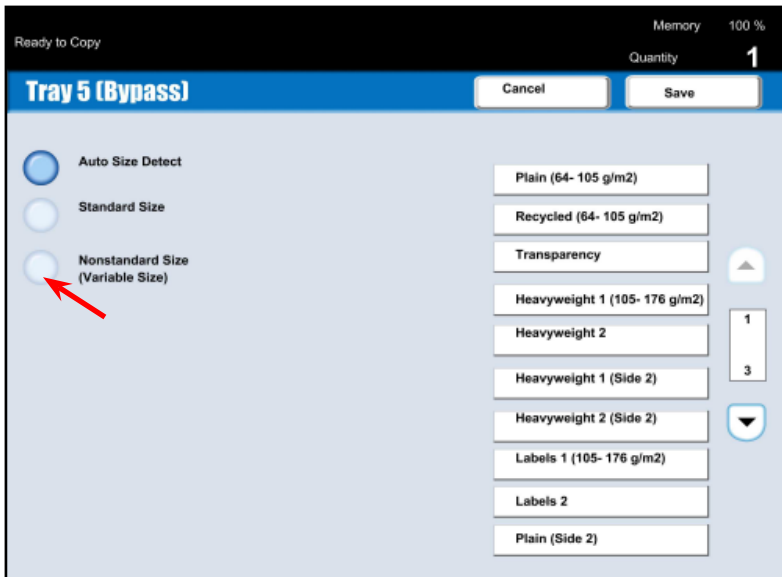 Memory 100 %
Ready to Copy
Quantity 1
Tray 5 (Bypass)
Cancel
Save
Auto Size Detect
Standard Size
Nonstandard Size
(Variable Size)
Plain (64- 105 g/m2)
Recycled (64- 105 g/m2)
Transparency
Heavyweight 1 (105- 176 g/m2)
Heavyweight 2
Heavyweight 1 (Side 2)
Heavyweight 2 (Side 2)
Labels 1 (105- 176 g/m2)
Labels 2
Plain (Side 2)
1
3